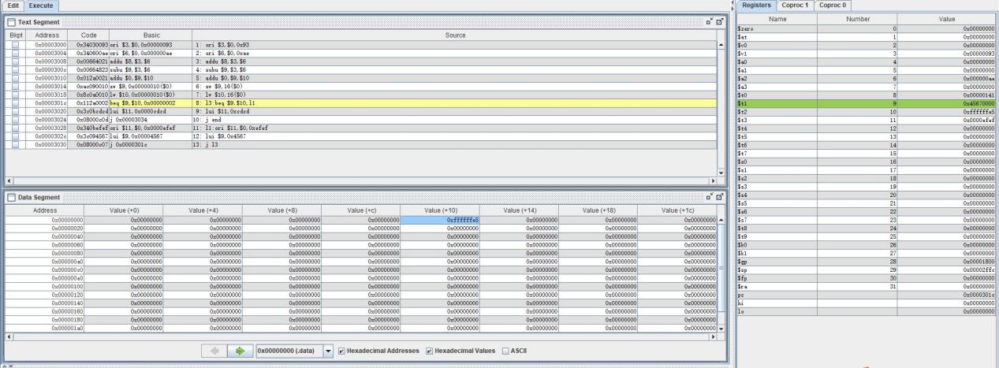 Edit Execute
Text Segment
Bkpt Address Code Basic Source
0x00003000 0x34030093 ori $3,$0,0x00000093 1: ori $3,$0,0x93
0x00003004 0x340600ae ori $6,$0,0x000000ae 2: ori $6,$0,0xae
0x00003008 0x00664021 addu $8,$3,$6 3: addu $8,$3,$6
0x0000300c 0x00664823 subu $9,$3,$6 4: subu $9,$3,$6
0x00003010 0x012a0021 addu $0,$9,$10 5: addu $0,$9,$10
0x00003014 0xac090010 sw $9,0x00000010($0) 6: sw $9,16($0)
0x00003018 0x8c0a0010 lw $10,0x00000010($0) 7: lw $10,16($0)
0x0000301c 0x112a0002 beq $9,$10,0x00000002 8: l3:beq $9,$10,l1
0x00003020 0x3c0bcdcd lui $11,0x0000cdcd 9: lui $11,0xcdcd
0x00003024 0x08000c0d j 0x00003034 10: j end
0x00003028 0x340befef ori $11,$0,0x0000efef 11: l1:ori $11,$0,0xefef
0x0000302c 0x3c094567 lui $9,0x00004567 12: lui $9,0x4567
0x00003030 0x08000c07 j 0x0000301c 13: j l3
Data Segment
Address Value (+0) Value (+4) Value (+8) Value (+c) Value (+10) Value (+14) Value (+18) Value (+1c)
0x00000000 0x00000000 0x00000000 0x00000000 0x00000000 0xffffffe5 0x00000000 0x00000000 0x00000000
0x00000020 0x00000000 0x00000000 0x00000000 0x00000000 0x00000000 0x00000000 0x00000000 0x00000000
0x00000040 0x00000000 0x00000000 0x00000000 0x00000000 0x00000000 0x00000000 0x00000000 0x00000000
0x00000060 0x00000000 0x00000000 0x00000000 0x00000000 0x00000000 0x00000000 0x00000000 0x00000000
0x00000080 0x00000000 0x00000000 0x00000000 0x00000000 0x00000000 0x00000000 0x00000000 0x00000000
0x000000a0 0x00000000 0x00000000 0x00000000 0x00000000 0x00000000 0x00000000 0x00000000 0x00000000
0x000000c0 0x00000000 0x00000000 0x00000000 0x00000000 0x00000000 0x00000000 0x00000000 0x00000000
0x000000e0 0x00000000 0x00000000 0x00000000 0x00000000 0x00000000 0x00000000 0x00000000 0x00000000
0x00000100 0x00000000 0x00000000 0x00000000 0x00000000 0x00000000 0x00000000 0x00000000 0x00000000
0x00000120 0x00000000 0x00000000 0x00000000 0x00000000 0x00000000 0x00000000 0x00000000 0x00000000
0x00000140 0x00000000 0x00000000 0x00000000 0x00000000 0x00000000 0x00000000 0x00000000 0x00000000
0x00000160 0x00000000 0x00000000 0x00000000 0x00000000 0x00000000 0x00000000 0x00000000 0x00000000
0x00000180 0x00000000 0x00000000 0x00000000 0x00000000 0x00000000 0x00000000 0x00000000 0x00000000
0x000001a0 0x00000000 0x00000000 0x00000000 0x00000000 0x00000000 0x00000000 0x00000000 0x00000000
0x00000000 (.data) Hexadecimal Addresses Hexadecimal Values ASCII
Registers Coproc 1 Coproc 0
Name Number Value
$zero 0 0x00000000
$at 1 0x00000000
$v0 2 0x00000000
$v1 3 0x00000093
$a0 4 0x00000000
$a1 5 0x00000000
$a2 6 0x000000ae
$a3 7 0x00000000
$t0 8 0x00000141
$t1 9 0x45670000
$t2 10 0xffffffe5
$t3 11 0x0000efef
$t4 12 0x00000000
$t5 13 0x00000000
$t6 14 0x00000000
$t7 15 0x00000000
$s0 16 0x00000000
$s1 17 0x00000000
$s2 18 0x00000000
$s3 19 0x00000000
$s4 20 0x00000000
$s5 21 0x00000000
$s6 22 0x00000000
$s7 23 0x00000000
$t8 24 0x00000000
$t9 25 0x00000000
$k0 26 0x00000000
$k1 27 0x00000000
$gp 28 0x00001800
$sp 29 0x00002ffc
$fp 30 0x00000000
$ra 31 0x00000000
pc 0x0000301c
hi 0x00000000
lo 0x00000000